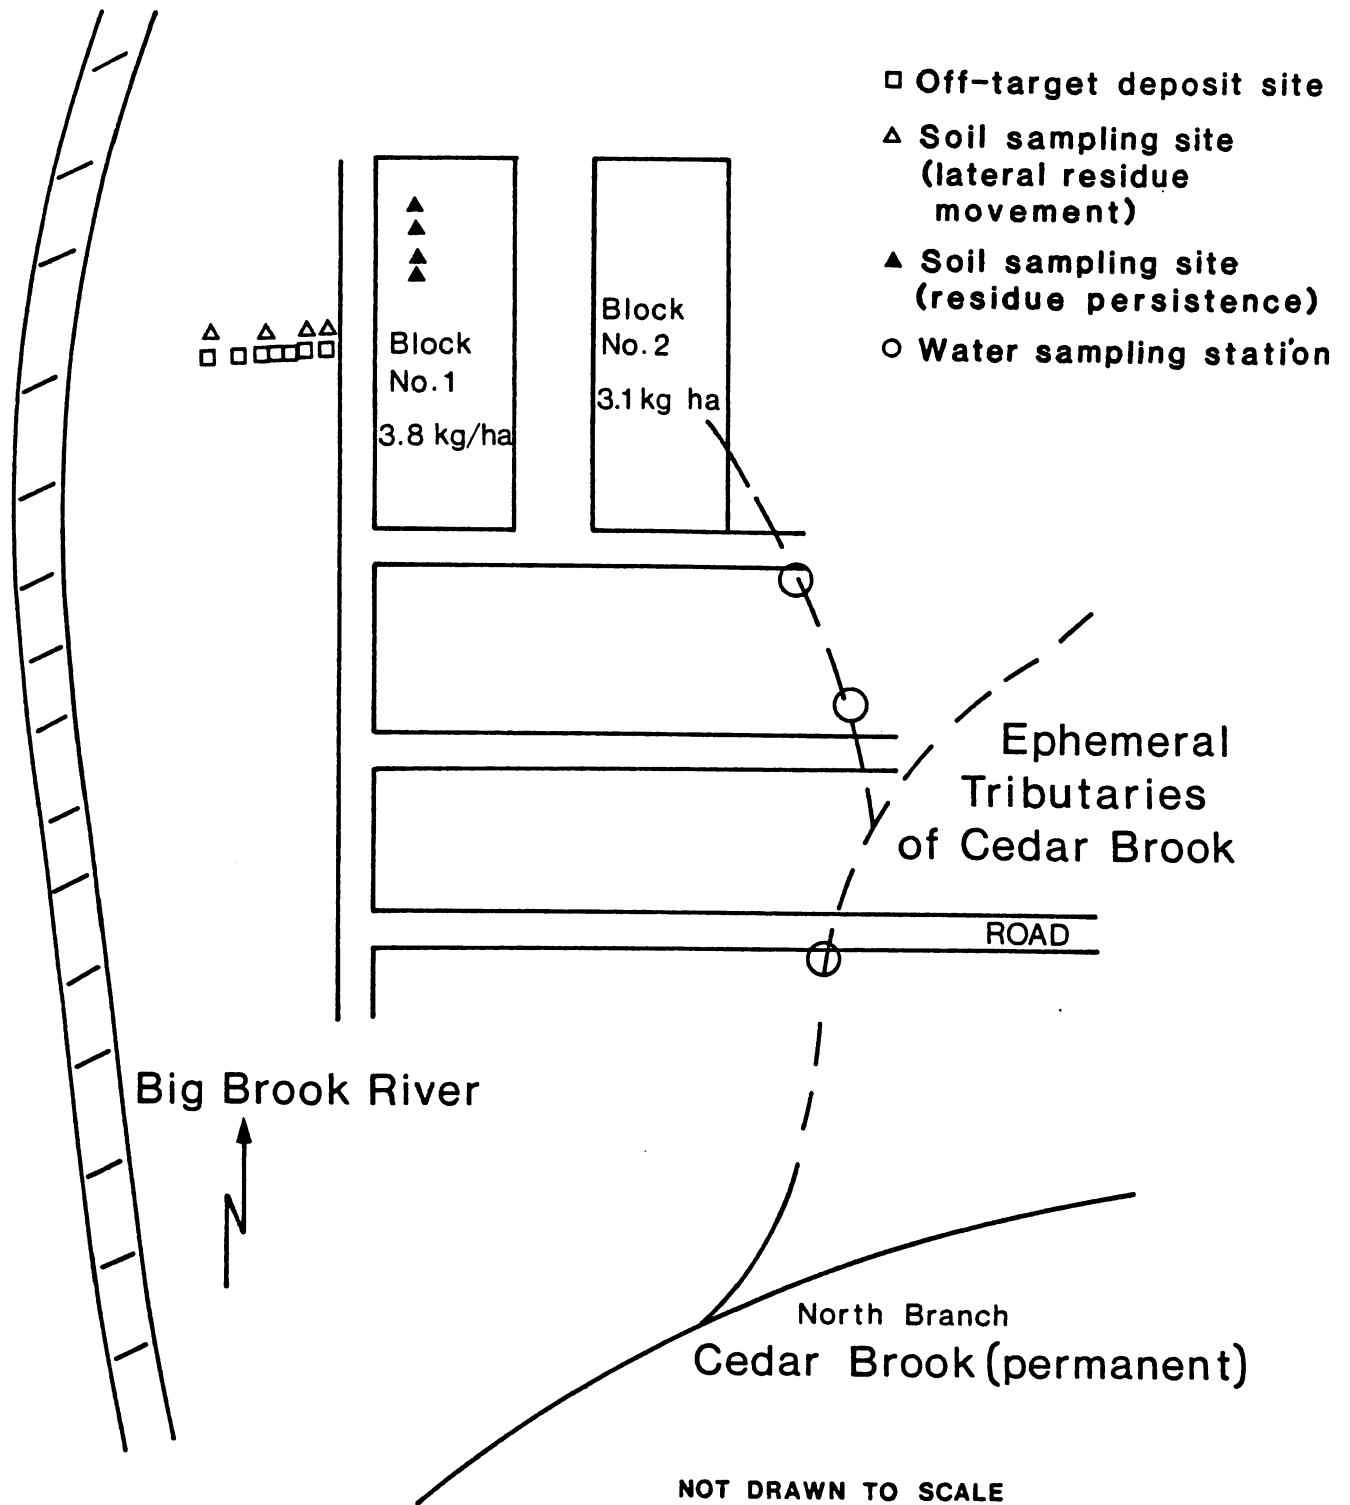 Off-target deposit site
Soil sampling site
(lateral residue
movement)
Soil sampling site
(residue persistence)
Water sampling station
Block
No.1
3.8 kg/ha
Block
No.2
3.1 kg ha
Ephemeral
Tributaries
of Cedar Brook
ROAD
Big Brook River
N
North Branch
Cedar Brook (permanent)
NOT DRAWN TO SCALE